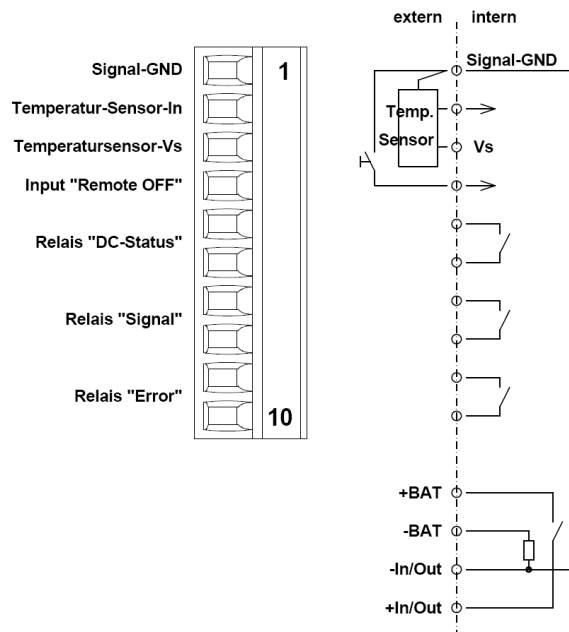 extern intern
Signal-GND 1 Signal-GND
Temperatur-Sensor-In Temp.
Temperatursensor-Vs Sensor Vs
Input "Remote OFF"
Relais "DC-Status"
Relais "Signal"
Relais "Error"
10
+BAT
-BAT
-In/Out
+In/Out